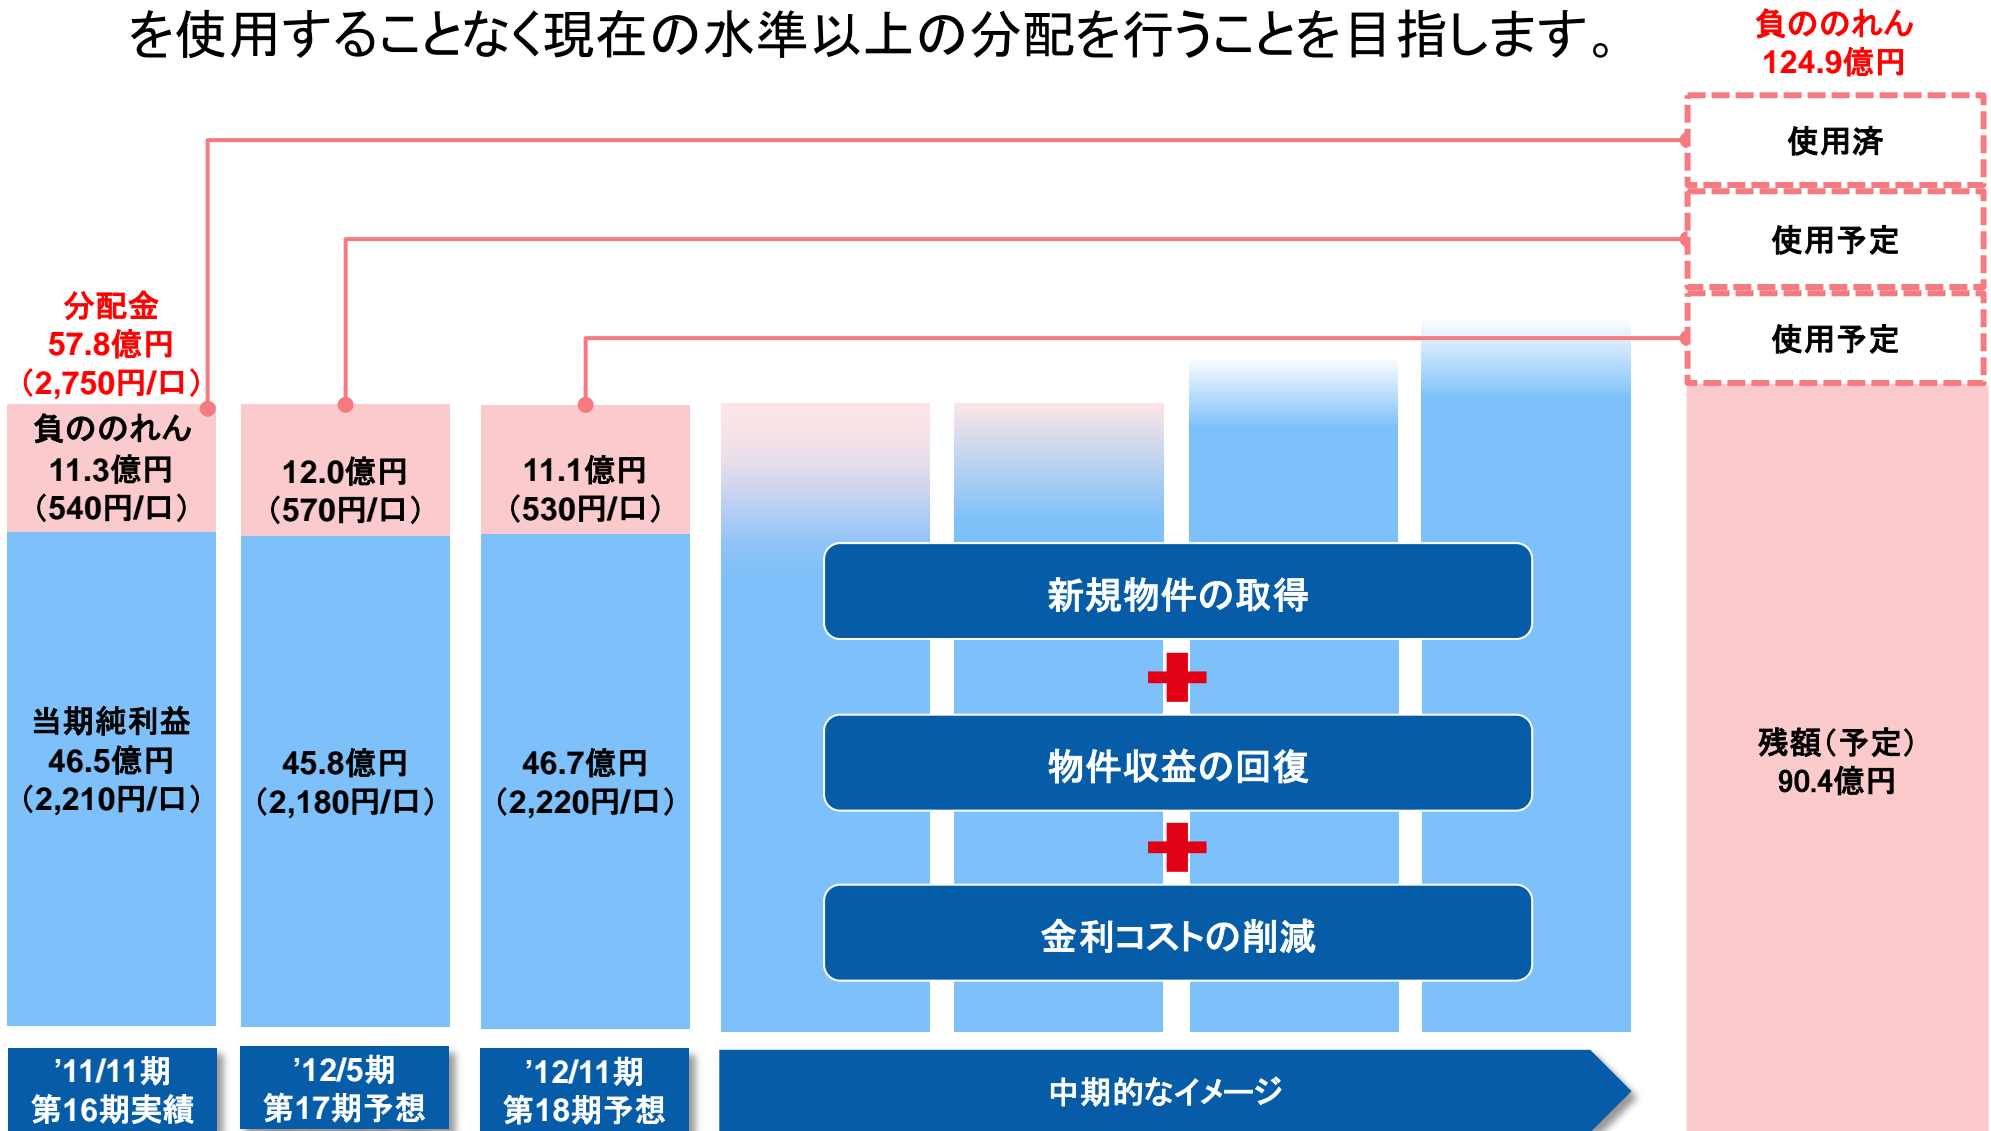 を使用することなく現在の水準以上の分配を行うことを目指します。
負ののれん
124.9億円
使用済
使用予定
使用予定
残額（予定）
90.4億円
分配金
57.8億円
（2,750円/口）
負ののれん
11.3億円
（540円/口）
12.0億円
（570円/口）
11.1億円
（530円/口）
当期純利益
46.5億円
（2,210円/口）
45.8億円
（2,180円/口）
46.7億円
（2,220円/口）
新規物件の取得
物件収益の回復
金利コストの削減
’11/11期
第16期実績
’12/5期
第17期予想
’12/11期
第18期予想
中期的なイメージ